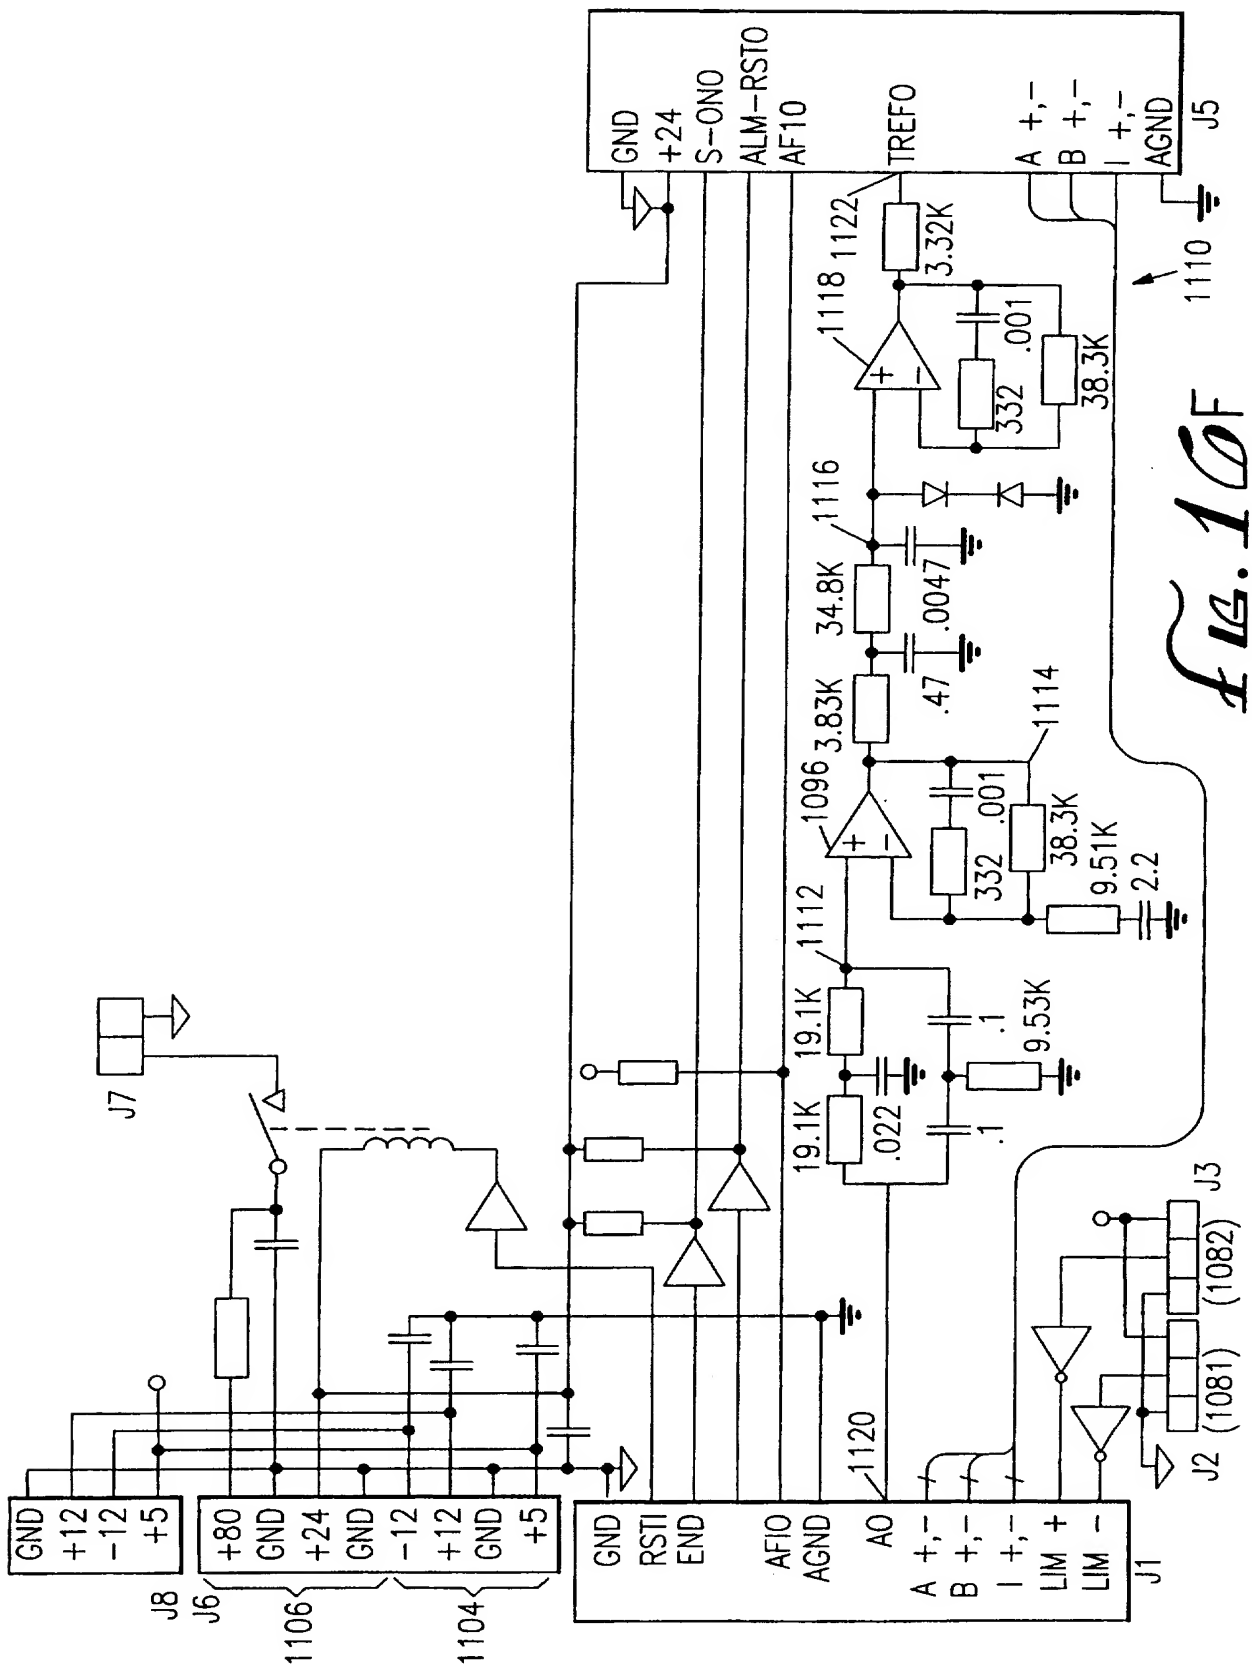 J8
GND
+12
-12
+5
J6
+80
GND
+24
GND
-12
+12
GND
+5
1106
1104
J7
J1
GND
RSTI
END
AFIO
AGND
AO
A +,-
B +,-
I +,-
LIM +
LIM -
1120
J2
(1081)
J3
(1082)
19.1K
.022
19.1K
1112
.1
.1
9.53K
1096
+
-
332
.001
38.3K
9.51K
2.2
1114
3.83K
.47
34.8K
.0047
1116
1118
+
-
332
.001
38.3K
1122
3.32K
1110
GND
+24
S-ONO
ALM-RSTO
AF10
TREFO
A +,-
B +,-
I +,-
AGND
J5
FIG. 10F